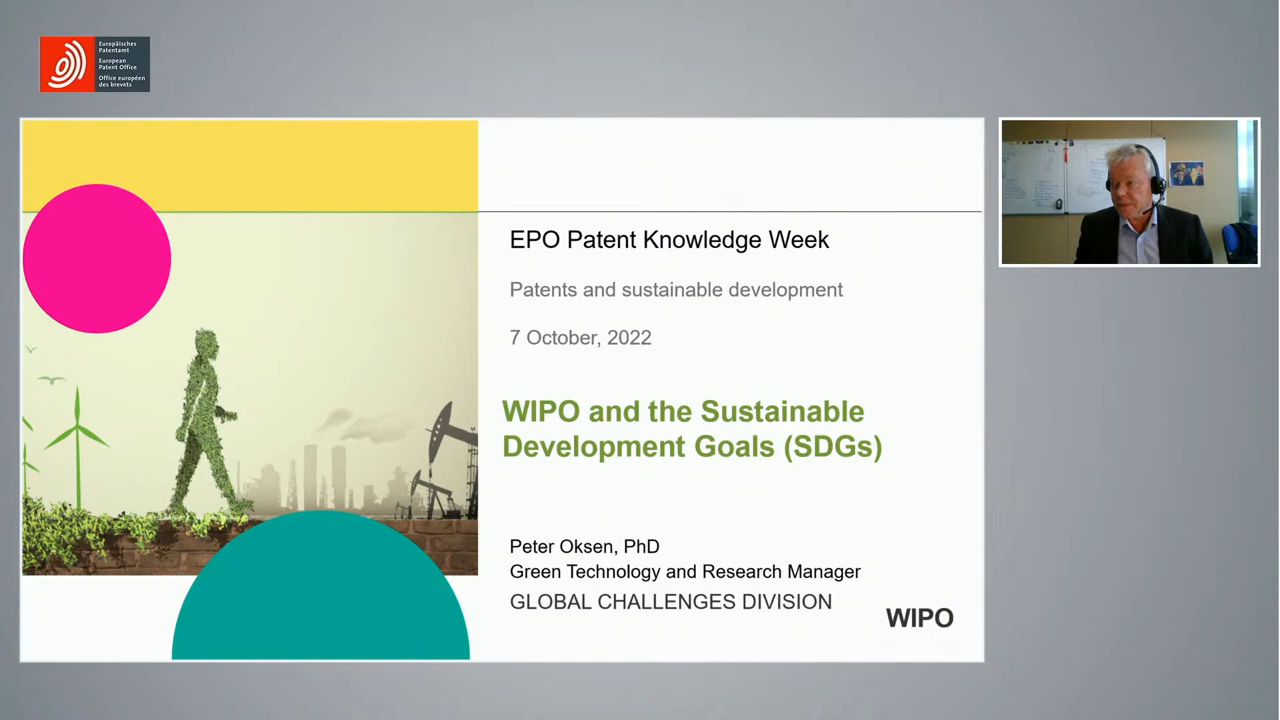 Europäisches
Patentamt
European
Patent Office
Office européen
des brevets
EPO Patent Knowledge Week
Patents and sustainable development
7 October, 2022
WIPO and the Sustainable
Development Goals (SDGs)
Peter Oksen, PhD
Green Technology and Research Manager
GLOBAL CHALLENGES DIVISION
WIPO